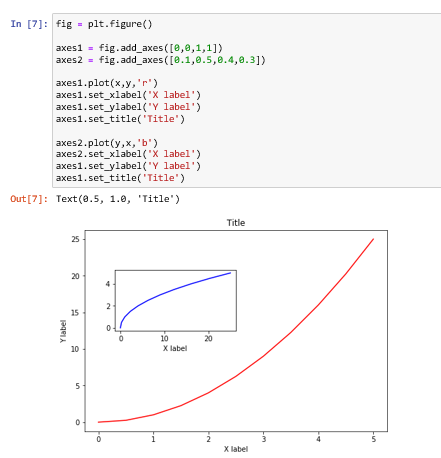 In [7]: fig = plt.figure()
axes1 = fig.add_axes([0,0,1,1])
axes2 = fig.add_axes([0.1,0.5,0.4,0.3])
axes1.plot(x,y,'r')
axes1.set_xlabel('X label')
axes1.set_ylabel('Y label')
axes1.set_title('Title')
axes2.plot(y,x,'b')
axes2.set_xlabel('X label')
axes1.set_ylabel('Y label')
axes1.set_title('Title')
Out[7]: Text(0.5, 1.0, 'Title')
Title
25
20
15
10
5
0
Y label
4
2
0
0 10 20
X label
0 1 2 3 4 5
X label